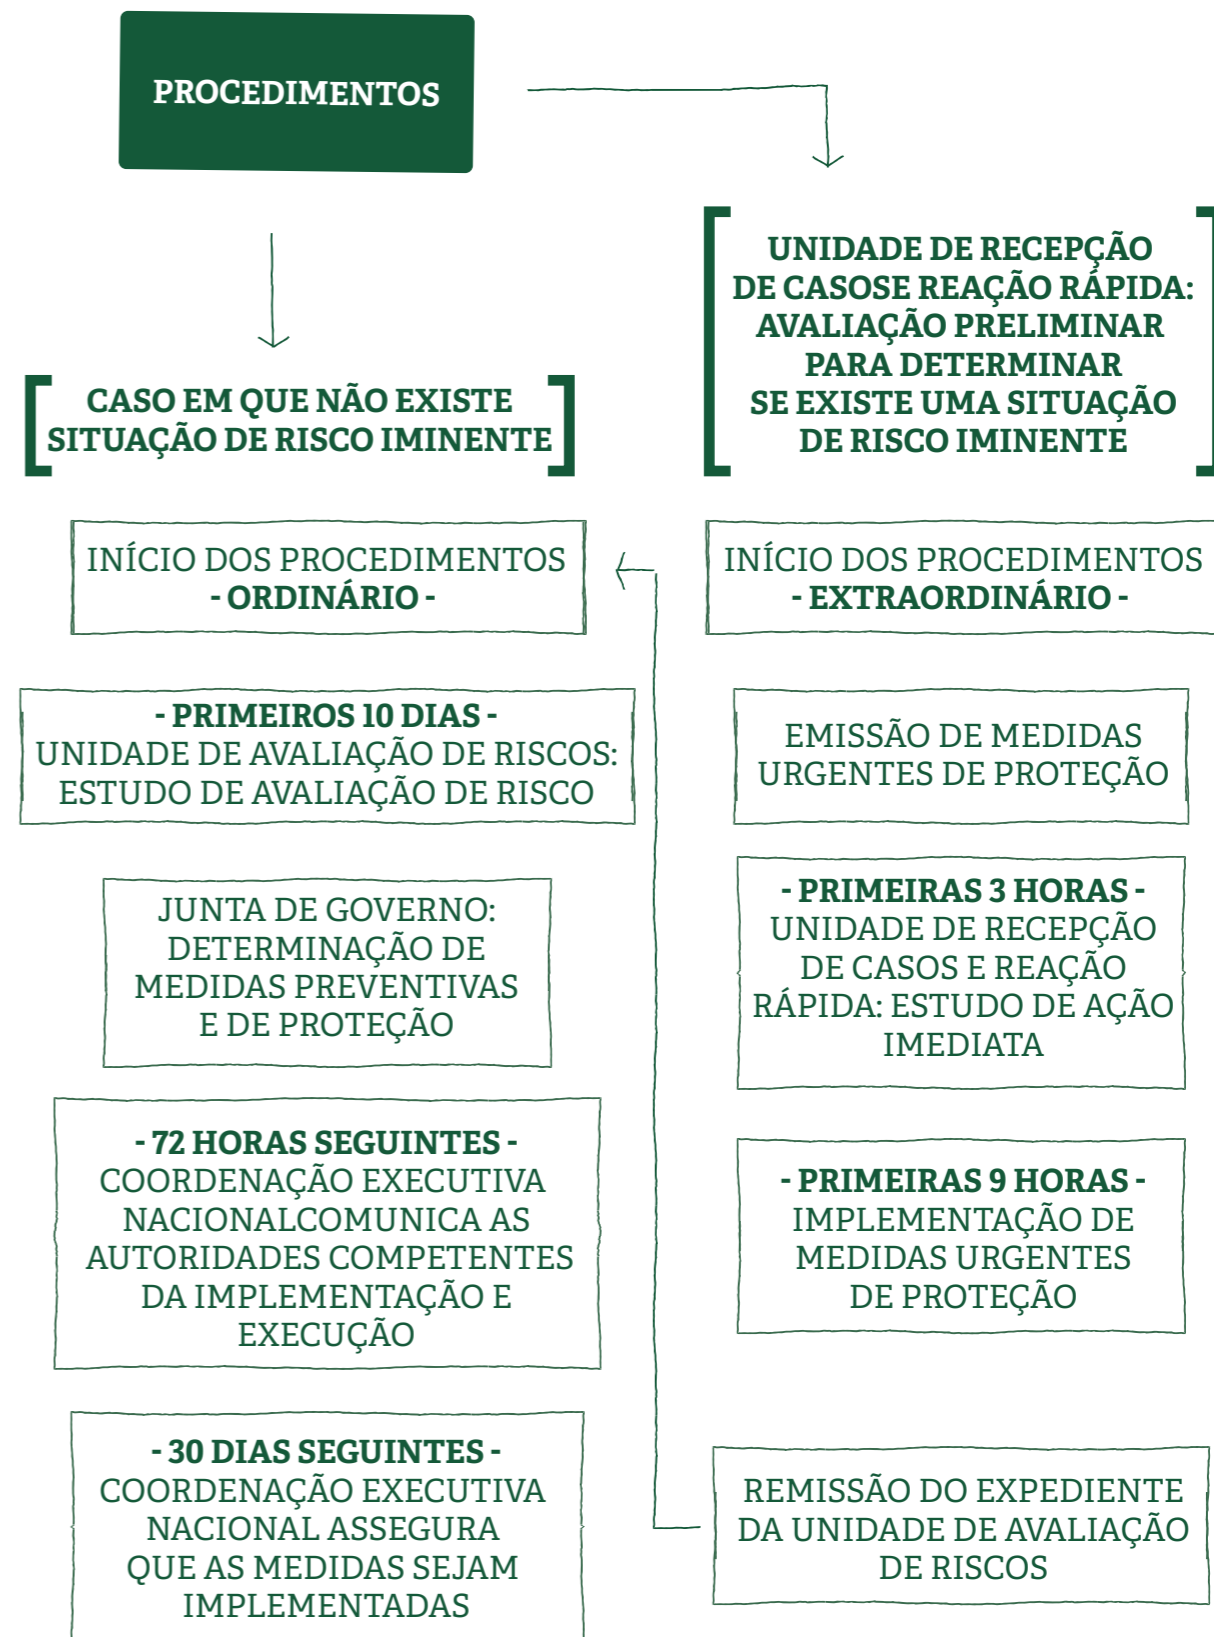 PROCEDIMENTOS
CASO EM QUE NÃO EXISTE
SITUAÇÃO DE RISCO IMINENTE
INÍCIO DOS PROCEDIMENTOS
- ORDINÁRIO -
- PRIMEIROS 10 DIAS -
UNIDADE DE AVALIAÇÃO DE RISCOS:
ESTUDO DE AVALIAÇÃO DE RISCO
JUNTA DE GOVERNO:
DETERMINAÇÃO DE
MEDIDAS PREVENTIVAS
E DE PROTEÇÃO
- 72 HORAS SEGUINTES -
COORDENAÇÃO EXECUTIVA
NACIONALCOMUNICA AS
AUTORIDADES COMPETENTES
DA IMPLEMENTAÇÃO E
EXECUÇÃO
- 30 DIAS SEGUINTES -
COORDENAÇÃO EXECUTIVA
NACIONAL ASSEGURA
QUE AS MEDIDAS SEJAM
IMPLEMENTADAS
UNIDADE DE RECEPÇÃO
DE CASOSE REAÇÃO RÁPIDA:
AVALIAÇÃO PRELIMINAR
PARA DETERMINAR
SE EXISTE UMA SITUAÇÃO
DE RISCO IMINENTE
INÍCIO DOS PROCEDIMENTOS
- EXTRAORDINÁRIO -
EMISSÃO DE MEDIDAS
URGENTES DE PROTEÇÃO
- PRIMEIRAS 3 HORAS -
UNIDADE DE RECEPÇÃO
DE CASOS E REAÇÃO
RÁPIDA: ESTUDO DE AÇÃO
IMEDIATA
- PRIMEIRAS 9 HORAS -
IMPLEMENTAÇÃO DE
MEDIDAS URGENTES
DE PROTEÇÃO
REMISSÃO DO EXPEDIENTE
DA UNIDADE DE AVALIAÇÃO
DE RISCOS